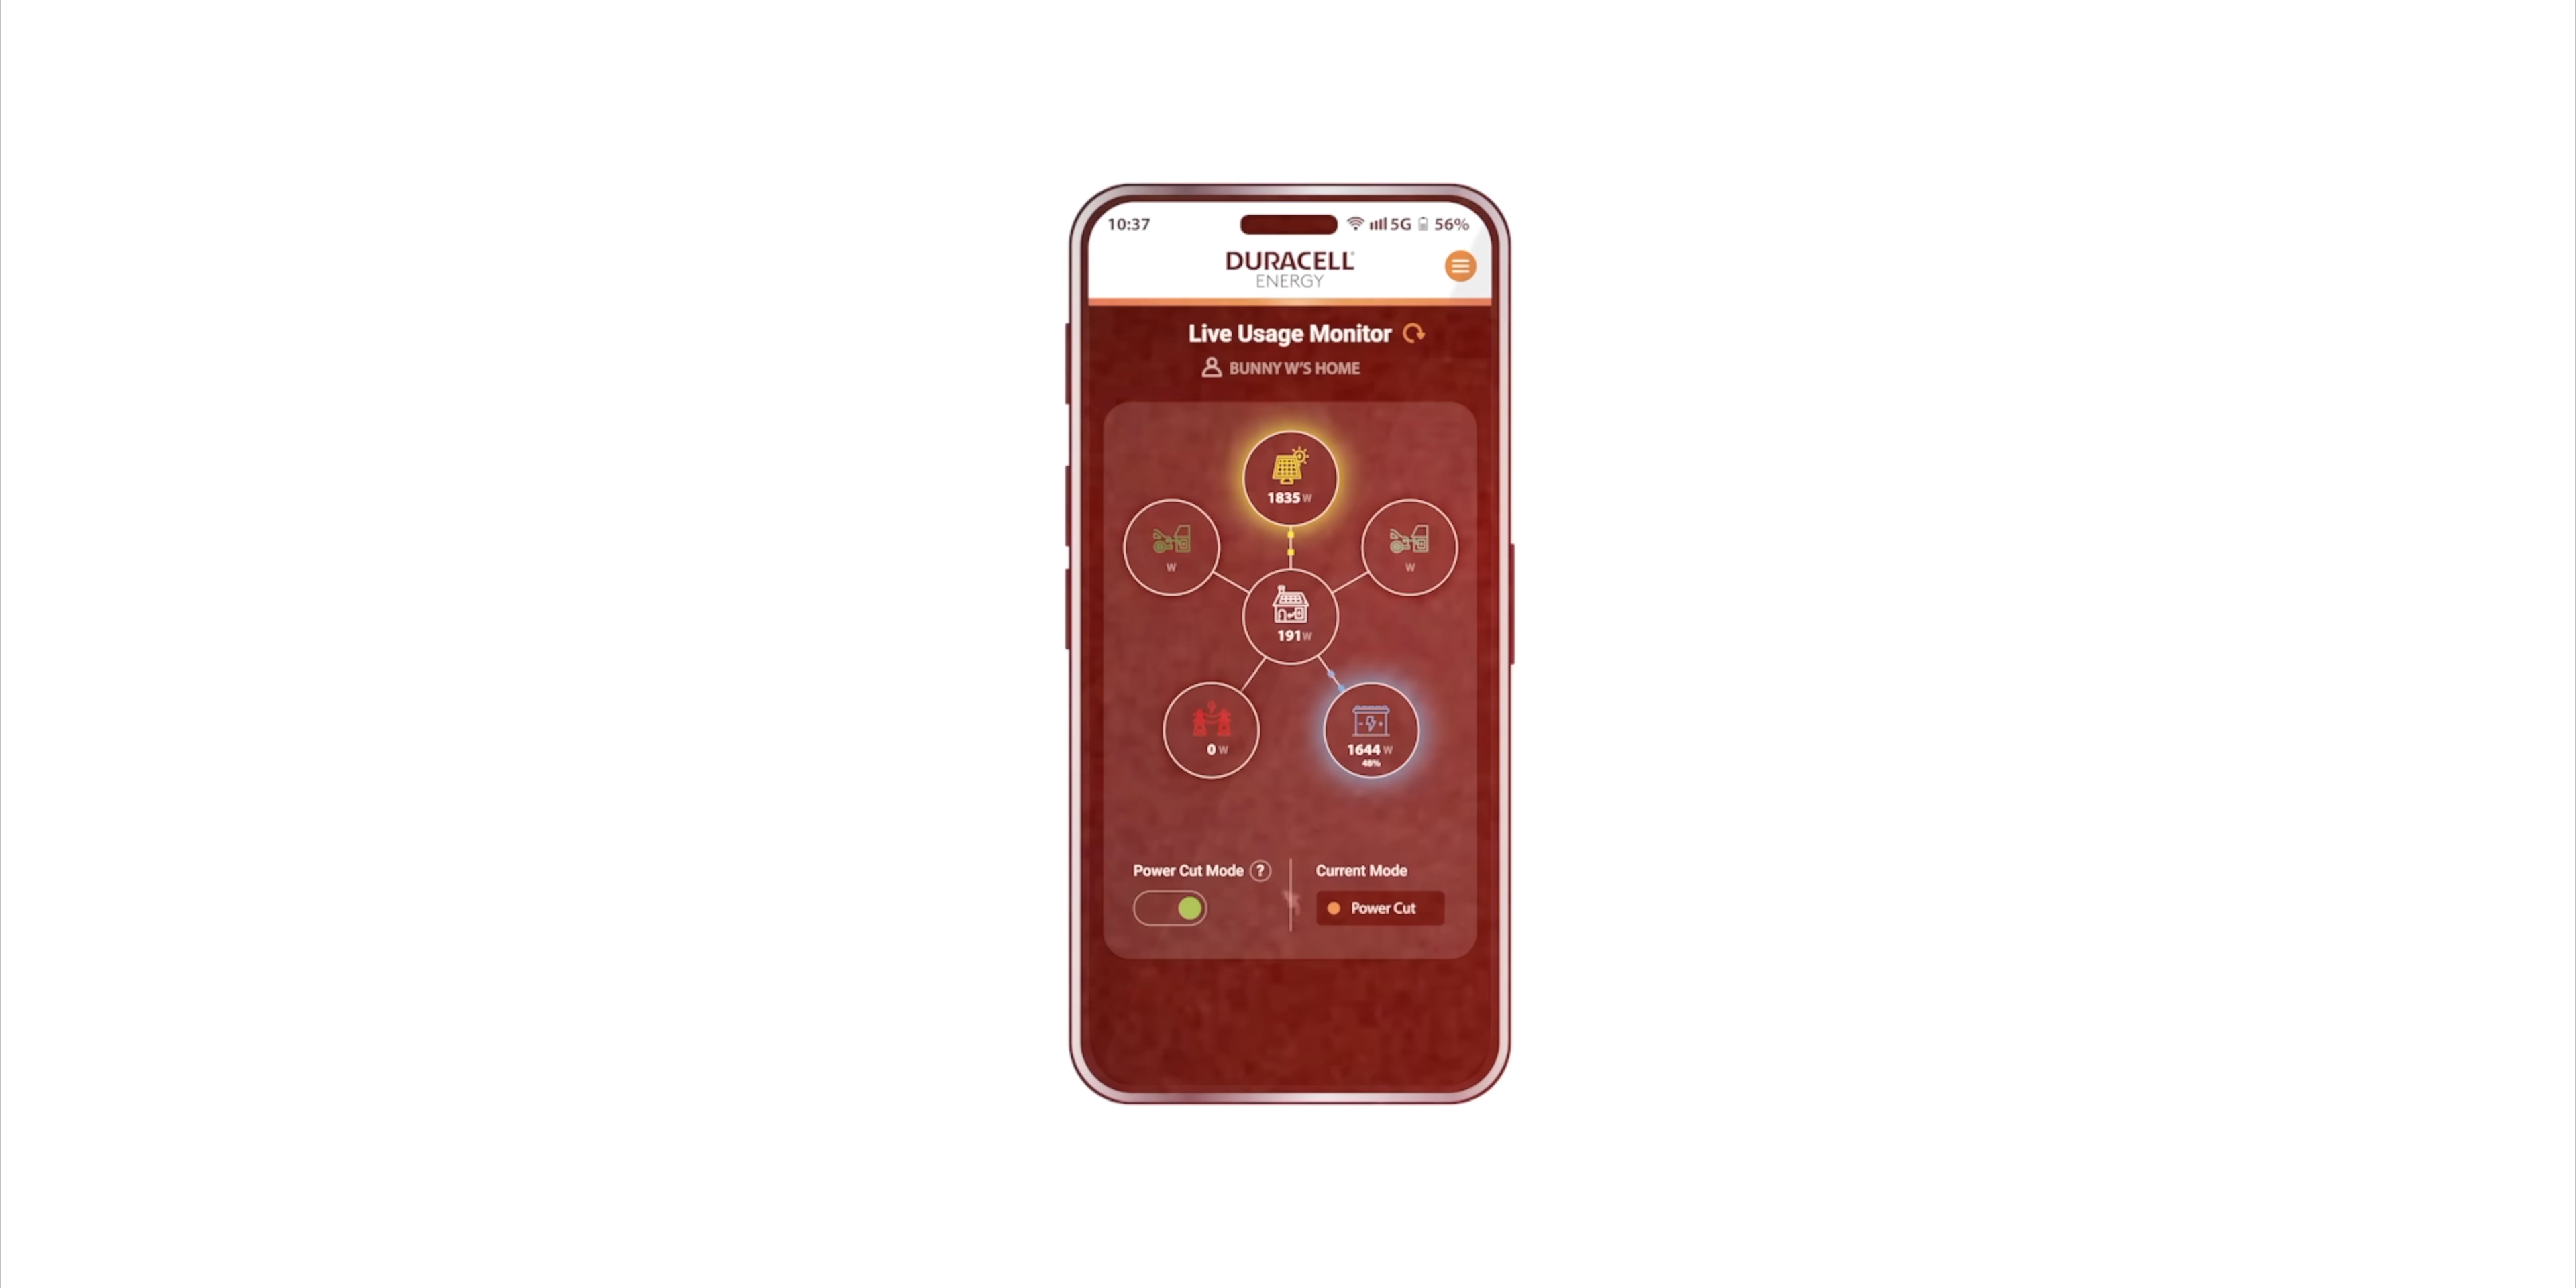 10:37 5G 56%
DURACELL
ENERGY
Live Usage Monitor
BUNNY W'S HOME
1835 W
W
W
191 W
0 W
1644 W
48%
Power Cut Mode ?
Current Mode
Power Cut